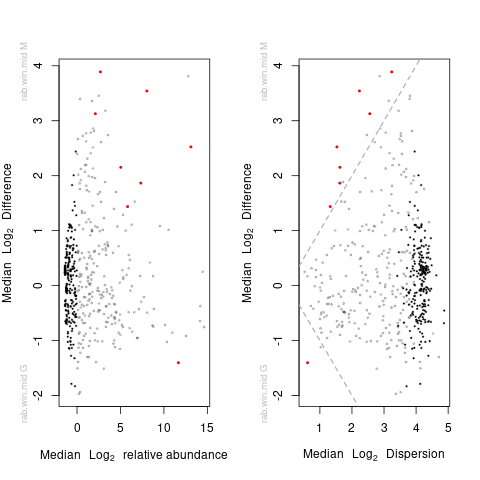 rab.win.mid M
rab.win.mid G
Median Log2 Difference
4
3
2
1
0
-1
-2
0 5 10 15
Median Log2 relative abundance
rab.win.mid M
rab.win.mid G
Median Log2 Difference
4
3
2
1
0
-1
-2
1 2 3 4 5
Median Log2 Dispersion